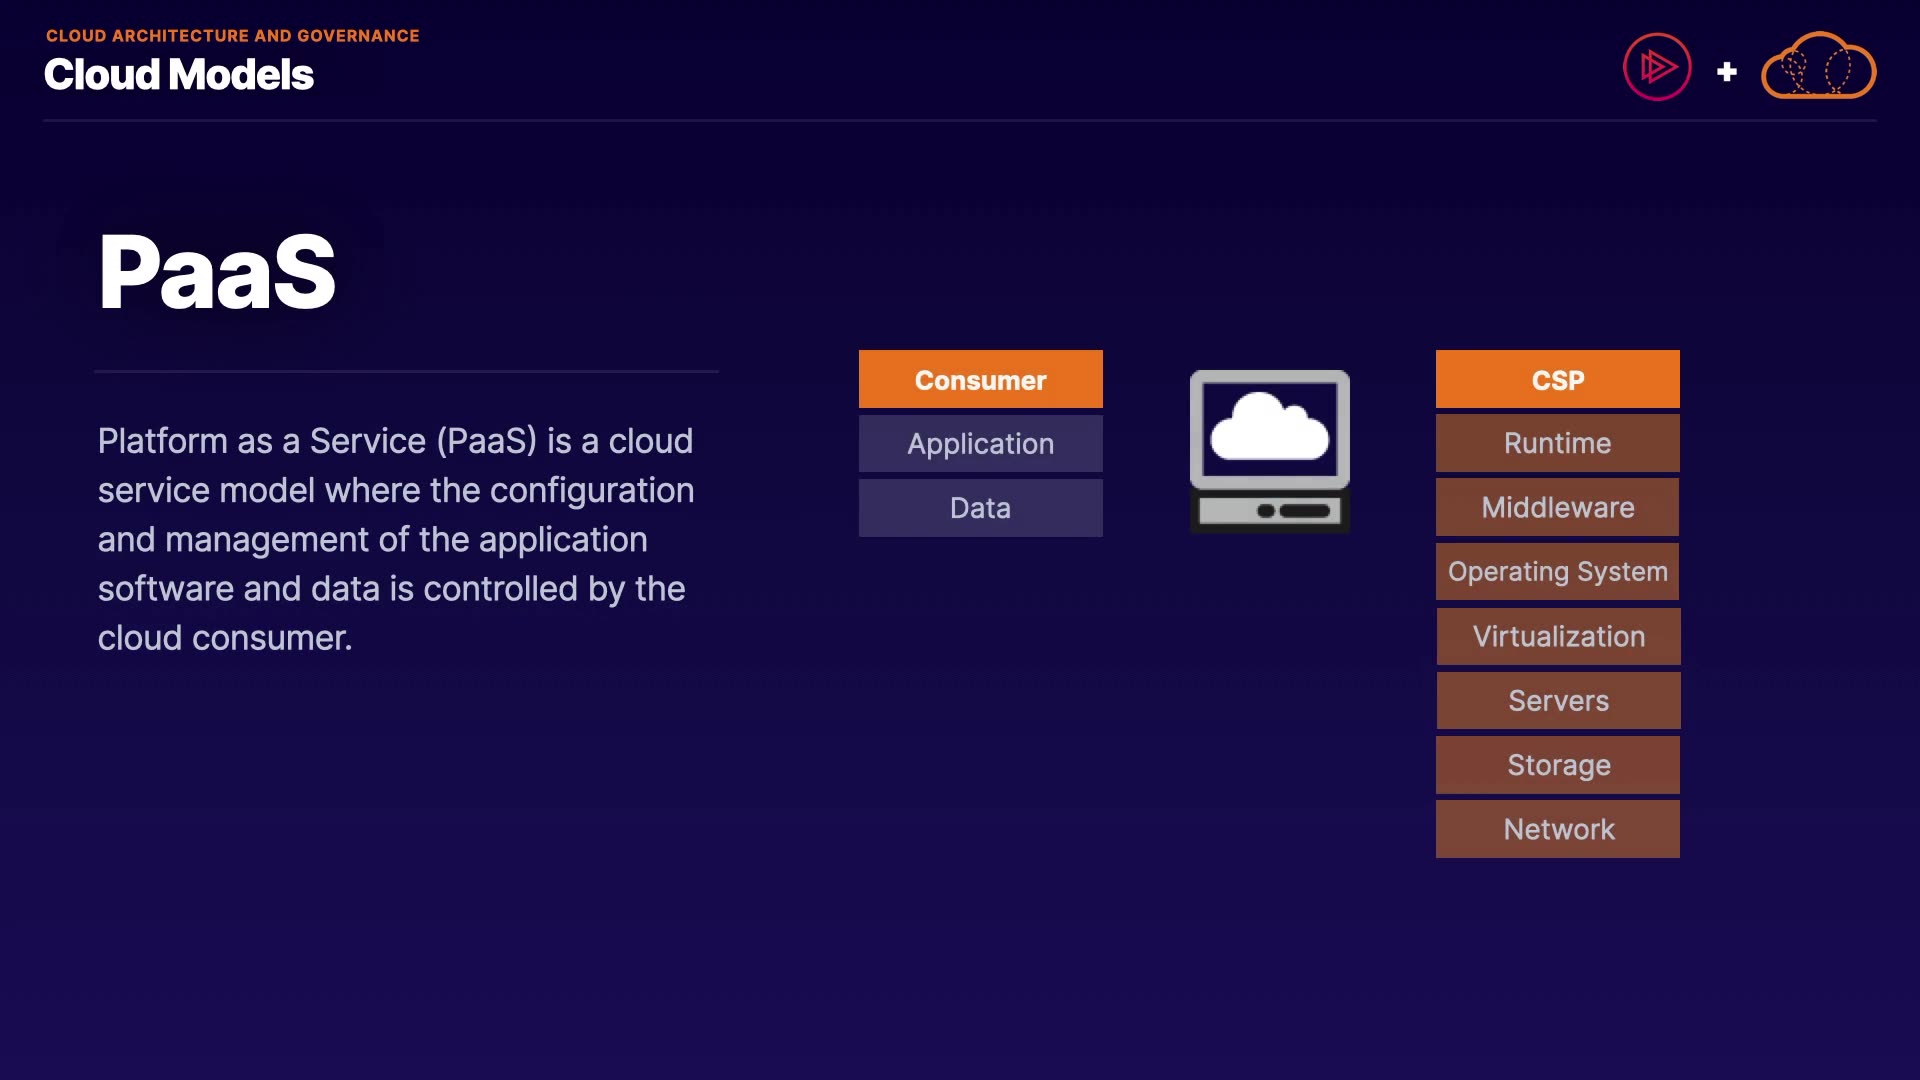 CLOUD ARCHITECTURE AND GOVERNANCE
Cloud Models
PaaS
Platform as a Service (PaaS) is a cloud
service model where the configuration
and management of the application
software and data is controlled by the
cloud consumer.
Consumer
Application
Data
CSP
Runtime
Middleware
Operating System
Virtualization
Servers
Storage
Network